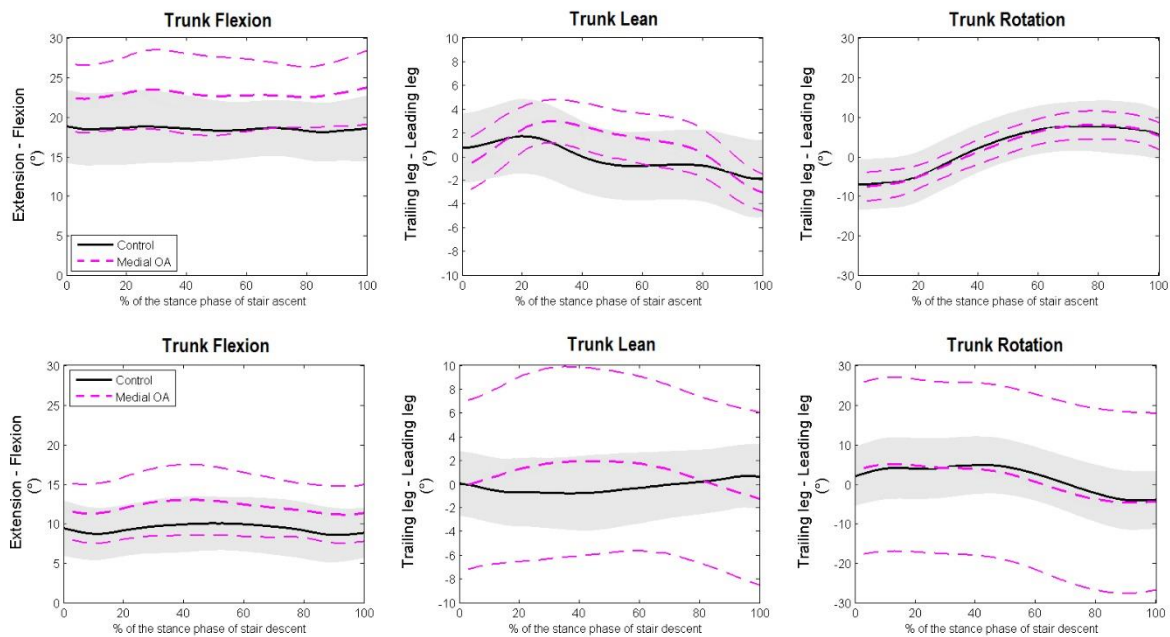 Trunk Flexion
Extension - Flexion
(°)
30
25
20
15
10
5
0
Control
Medial OA
0 20 40 60 80 100
% of the stance phase of stair ascent
Trunk Lean
Trailing leg - Leading leg
(°)
10
8
6
4
2
0
-2
-4
-6
-8
-10
0 20 40 60 80 100
% of the stance phase of stair ascent
Trunk Rotation
Trailing leg - Leading leg
(°)
30
20
10
0
-10
-20
-30
0 20 40 60 80 100
% of the stance phase of stair ascent
Trunk Flexion
Extension - Flexion
(°)
30
25
20
15
10
5
0
Control
Medial OA
0 20 40 60 80 100
% of the stance phase of stair descent
Trunk Lean
Trailing leg - Leading leg
(°)
10
8
6
4
2
0
-2
-4
-6
-8
-10
0 20 40 60 80 100
% of the stance phase of stair descent
Trunk Rotation
Trailing leg - Leading leg
(°)
30
20
10
0
-10
-20
-30
0 20 40 60 80 100
% of the stance phase of stair descent